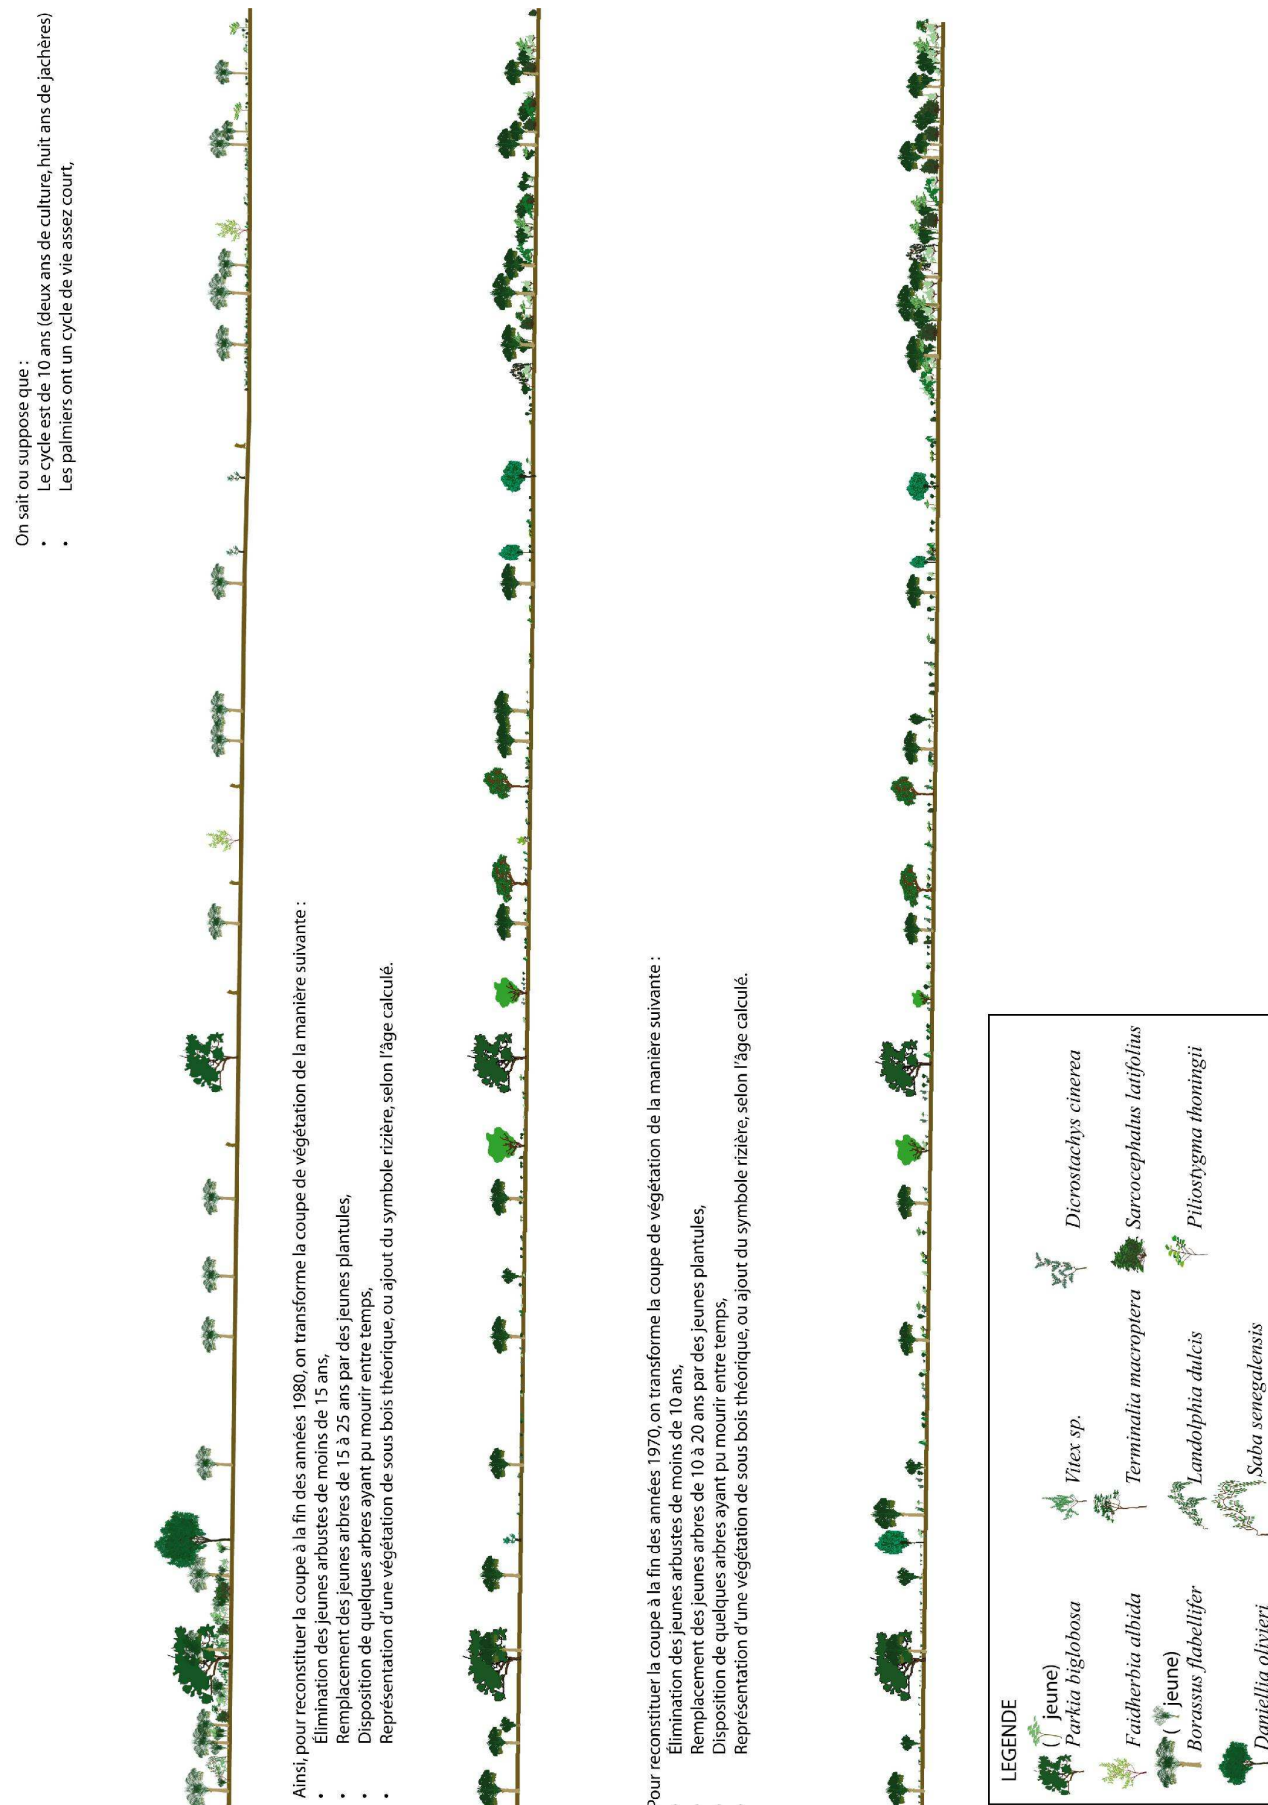 On sait ou suppose que :
• Le cycle est de 10 ans (deux ans de culture, huit ans de jachères)
• Les palmiers ont un cycle de vie assez court,
Ainsi, pour reconstituer la coupe à la fin des années 1980, on transforme la coupe de végétation de la manière suivante :
• Élimination des jeunes arbustes de moins de 15 ans,
• Remplacement des jeunes arbres de 15 à 25 ans par des jeunes plantules,
• Disposition de quelques arbres ayant pu mourir entre temps,
• Représentation d'une végétation de sous bois théorique, ou ajout du symbole rizière, selon l'âge calculé.
Pour reconstituer la coupe à la fin des années 1970, on transforme la coupe de végétation de la manière suivante :
• Élimination des jeunes arbustes de moins de 10 ans,
• Remplacement des jeunes arbres de 10 à 20 ans par des jeunes plantules
• Disposition de quelques arbres ayant pu mourir entre temps,
• Représentation d'une végétation de sous bois théorique, ou ajout du symbole rizière, selon l'âge calculé.
LEGENDE
( jeune)
Parkia biglobosa
Vitex sp.
Dicrostachys cinerea
Faidherbia albida
Terminalia macroptera
Sarcocephalus latifolius
( jeune)
Borassus flabellifer
Landolphia dulcis
Piliostygma thoningii
Daniellia olivieri
Saba senegalensis